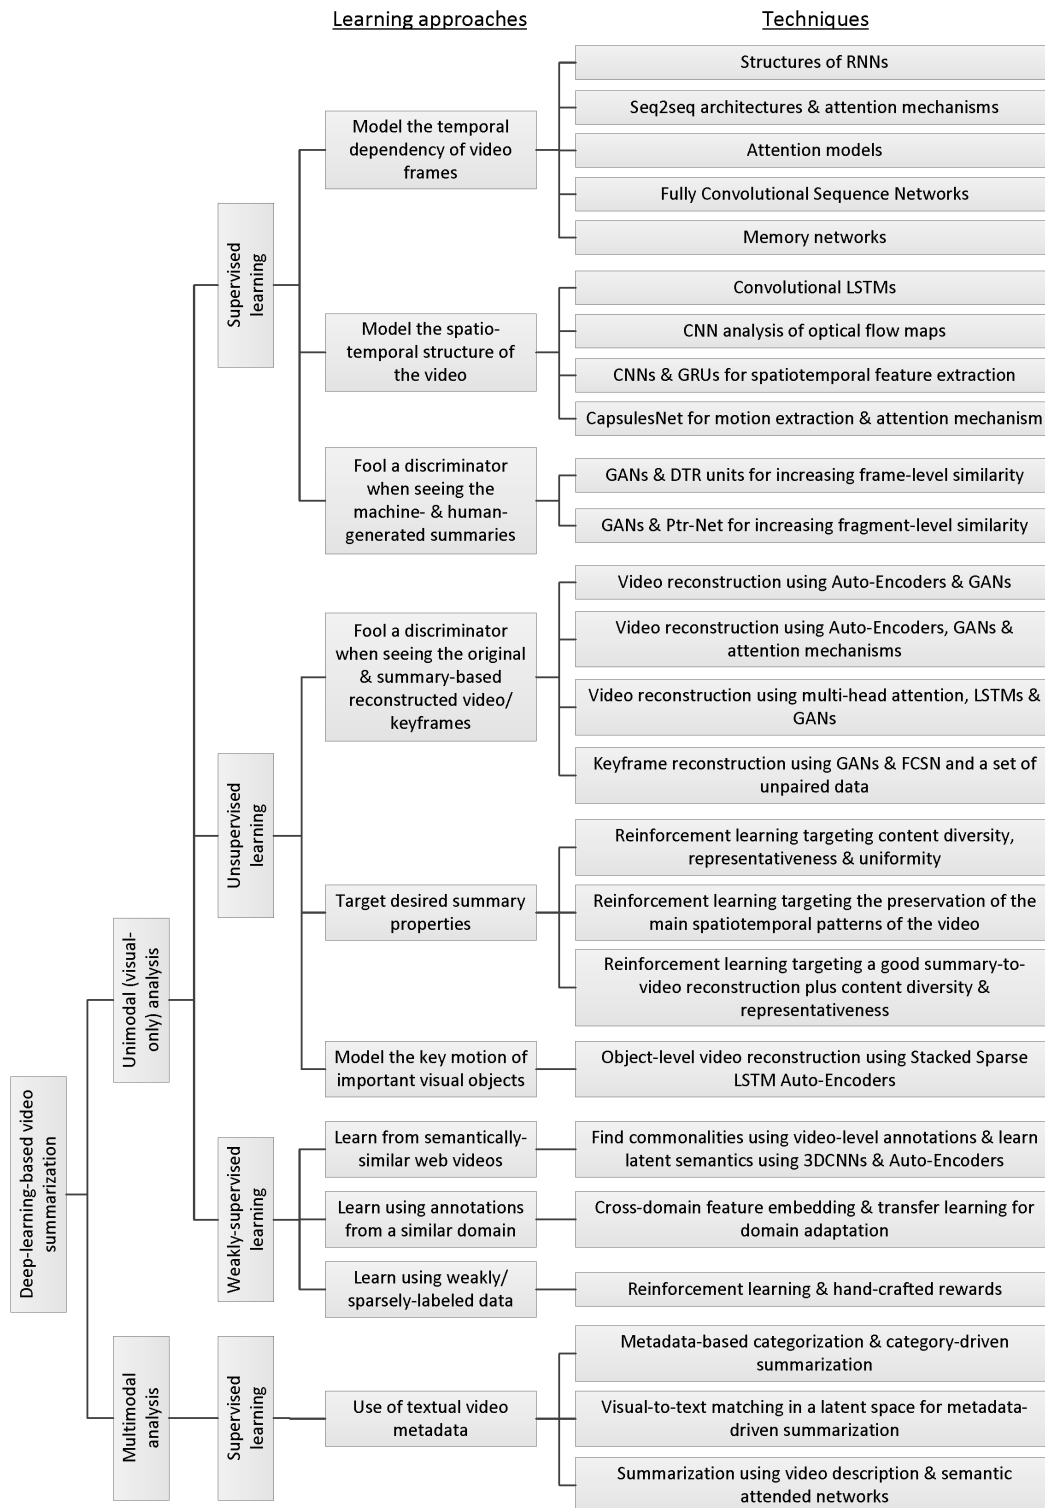 Learning approaches
Techniques
Deep-learning-based video
summarization
Unimodal (visual-
only) analysis
Supervised
learning
Model the temporal
dependency of video
frames
Structures of RNNs
Seq2seq architectures & attention mechanisms
Attention models
Fully Convolutional Sequence Networks
Memory networks
Model the spatio-
temporal structure of
the video
Convolutional LSTMs
CNN analysis of optical flow maps
CNNs & GRUs for spatiotemporal feature extraction
CapsulesNet for motion extraction & attention mechanism
Fool a discriminator
when seeing the
machine- & human-
generated summaries
GANs & DTR units for increasing frame-level similarity
GANs & Ptr-Net for increasing fragment-level similarity
Unsupervised
learning
Fool a discriminator
when seeing the original
& summary-based
reconstructed video/
keyframes
Video reconstruction using Auto-Encoders & GANs
Video reconstruction using Auto-Encoders, GANs &
attention mechanisms
Video reconstruction using multi-head attention, LSTMs &
GANs
Keyframe reconstruction using GANs & FCSN and a set of
unpaired data
Target desired summary
properties
Reinforcement learning targeting content diversity,
representativeness & uniformity
Reinforcement learning targeting the preservation of the
main spatiotemporal patterns of the video
Reinforcement learning targeting a good summary-to-
video reconstruction plus content diversity &
representativeness
Model the key motion of
important visual objects
Object-level video reconstruction using Stacked Sparse
LSTM Auto-Encoders
Weakly-supervised
learning
Learn from semantically-
similar web videos
Find commonalities using video-level annotations & learn
latent semantics using 3DCNNs & Auto-Encoders
Learn using annotations
from a similar domain
Cross-domain feature embedding & transfer learning for
domain adaptation
Learn using weakly/
sparsely-labeled data
Reinforcement learning & hand-crafted rewards
Multimodal
analysis
Supervised
learning
Use of textual video
metadata
Metadata-based categorization & category-driven
summarization
Visual-to-text matching in a latent space for metadata-
driven summarization
Summarization using video description & semantic
attended networks